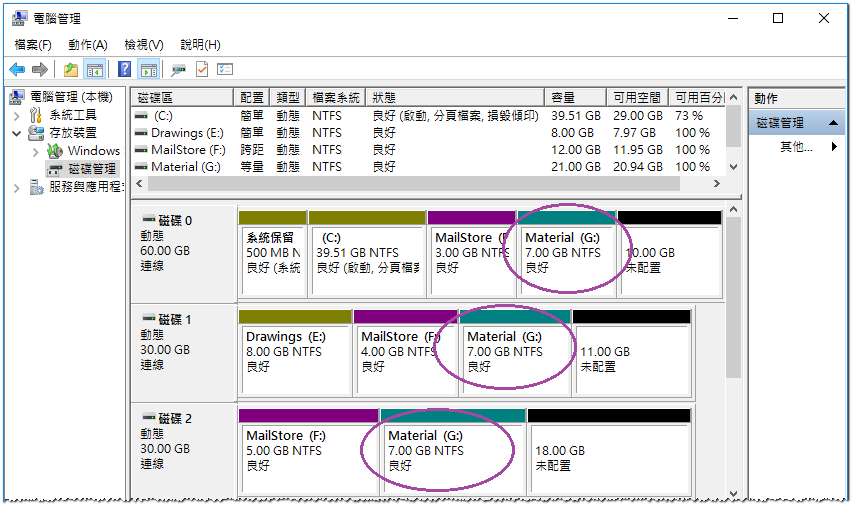 電腦管理
檔案(F) 動作(A) 檢視(V) 說明(H)
電腦管理 (本機)
系統工具
存放裝置
Windows
磁碟管理
服務與應用程式
磁碟區 配置 類型 檔案系統 狀態 容量 可用空間 可用百分比
(C:) 簡單 動態 NTFS 良好 (啟動, 分頁檔案, 損毀傾印) 39.51 GB 29.00 GB 73 %
Drawings (E:) 簡單 動態 NTFS 良好 8.00 GB 7.97 GB 100 %
MailStore (F:) 跨距 動態 NTFS 良好 12.00 GB 11.95 GB 100 %
Material (G:) 等量 動態 NTFS 良好 21.00 GB 20.94 GB 100 %
動作
磁碟管理
其他...
磁碟 0
動態
60.00 GB
連線
系統保留
500 MB N
良好 (系統
(C:)
39.51 GB NTFS
良好 (啟動, 分頁檔案
MailStore (F
3.00 GB NTFS
良好
Material (G:)
7.00 GB NTFS
良好
10.00 GB
未配置
磁碟 1
動態
30.00 GB
連線
Drawings (E:)
8.00 GB NTFS
良好
MailStore (F:)
4.00 GB NTFS
良好
Material (G:)
7.00 GB NTFS
良好
11.00 GB
未配置
磁碟 2
動態
30.00 GB
連線
MailStore (F:)
5.00 GB NTFS
良好
Material (G:)
7.00 GB NTFS
良好
18.00 GB
未配置